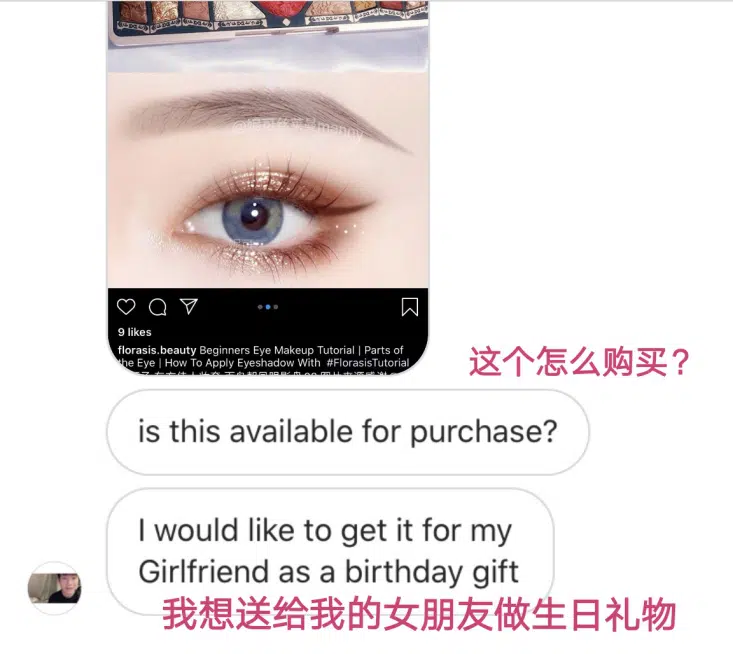 9 likes
florasis.beauty Beginners Eye Makeup Tutorial | Parts of
the Eye | How To Apply Eyeshadow With #FlorasisTutorial
这个怎么购买？
is this available for purchase?
I would like to get it for my
Girlfriend as a birthday gift
我想送给我的女朋友做生日礼物